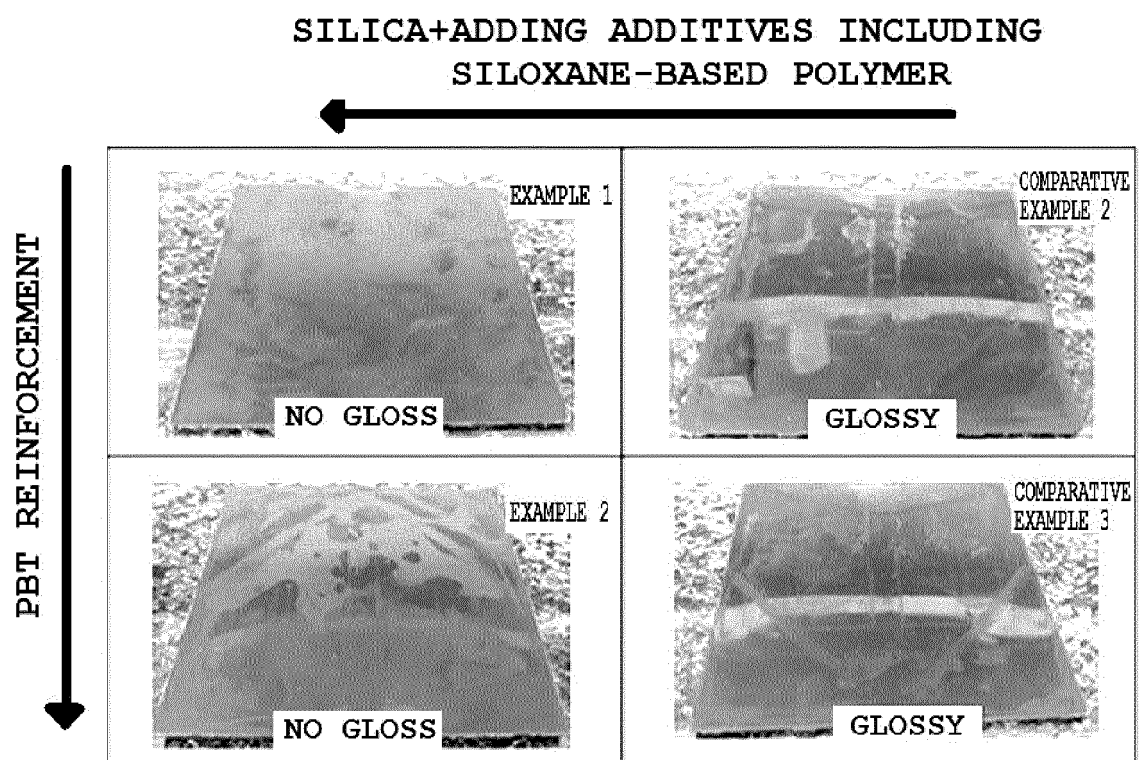 SILICA+ADDING ADDITIVES INCLUDING
SILOXANE-BASED POLYMER
PBT REINFORCEMENT
EXAMPLE 1
NO GLOSS
COMPARATIVE
EXAMPLE 2
GLOSSY
EXAMPLE 2
NO GLOSS
COMPARATIVE
EXAMPLE 3
GLOSSY